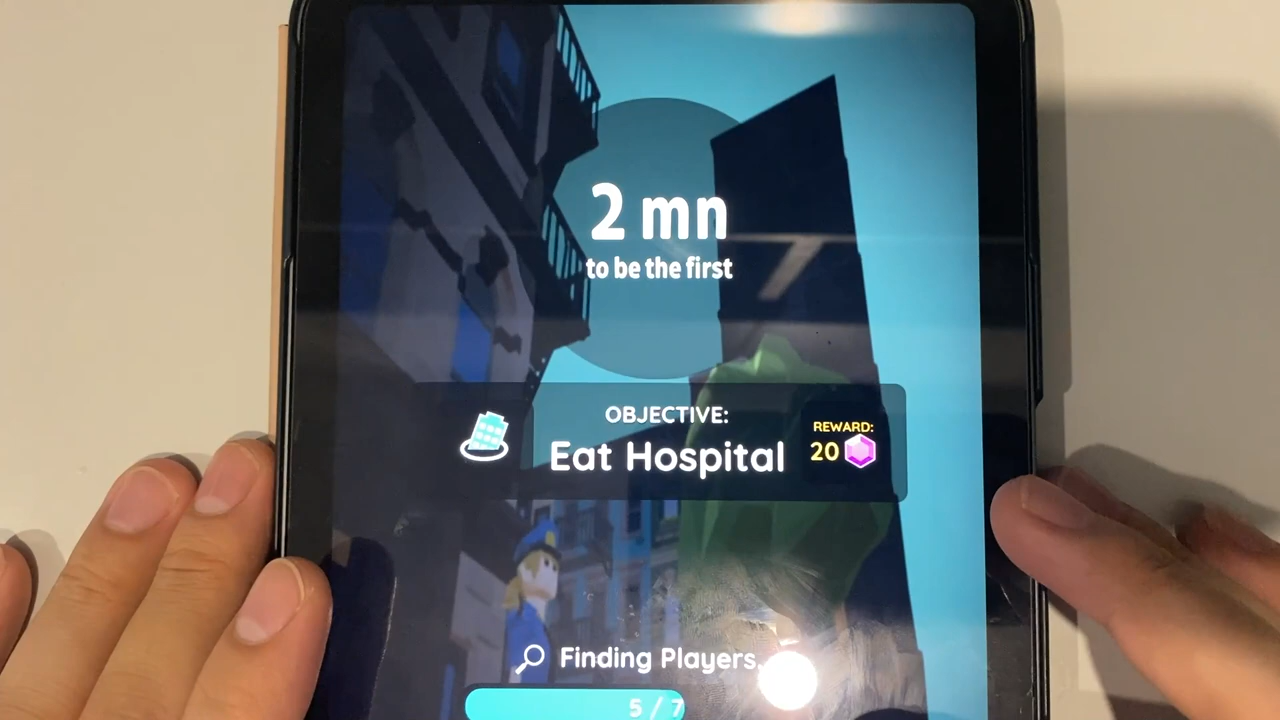 2 mn
to be the first
OBJECTIVE:
Eat Hospital
REWARD:
20
Finding Players.
5 / 7